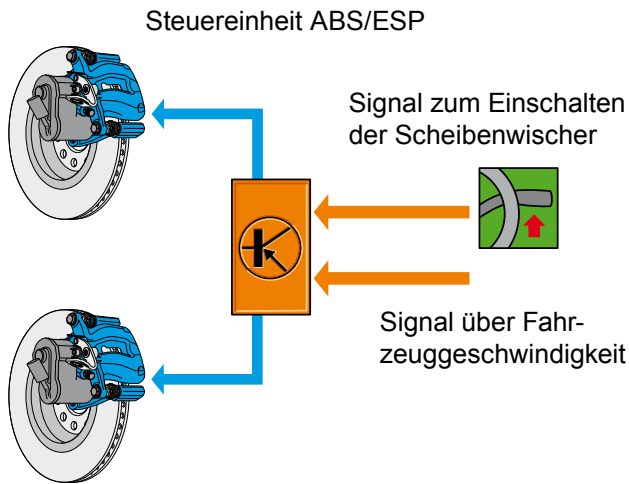 Steuereinheit ABS/ESP
Signal zum Einschalten
der Scheibenwischer
Signal über Fahr-
zeuggeschwindigkeit